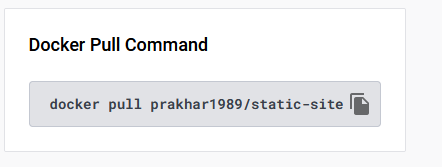 Docker Pull Command
docker pull prakhar1989/static-site